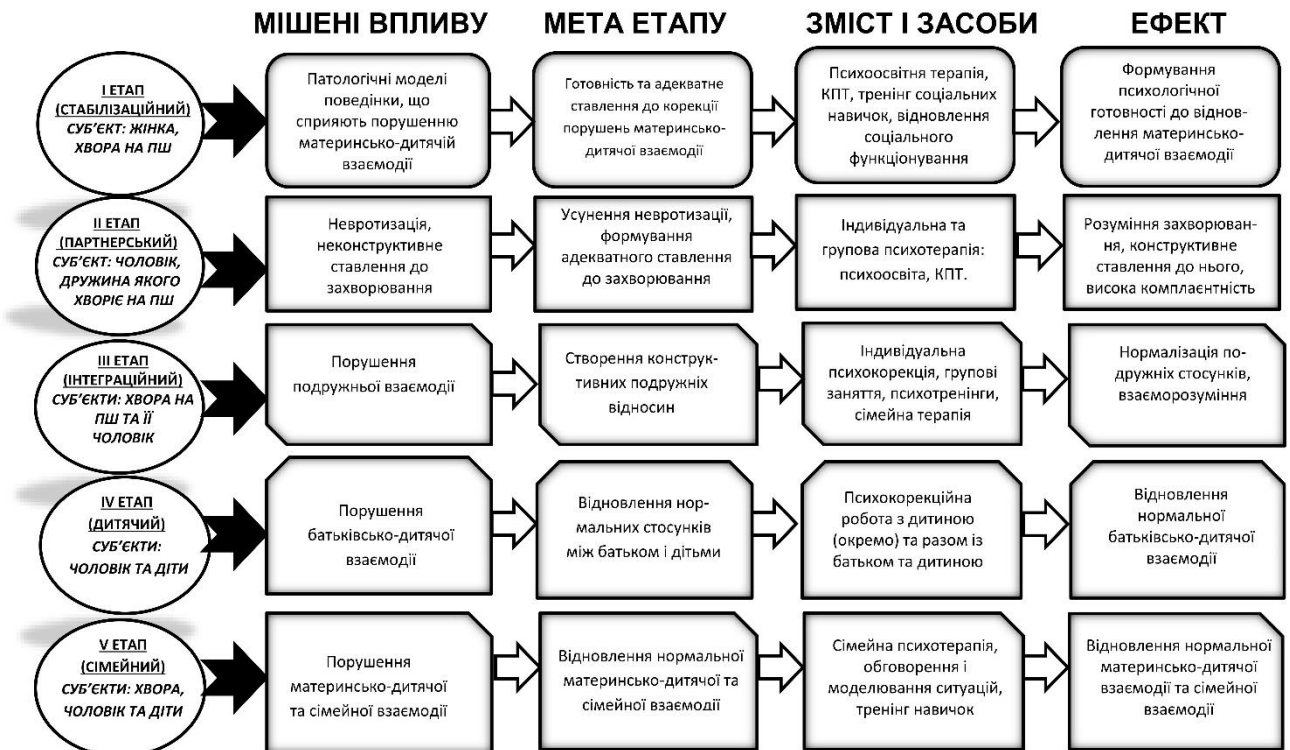 МІШЕНІ ВПЛИВУ
МЕТА ЕТАПУ
ЗМІСТ І ЗАСОБИ
ЕФЕКТ
І ЕТАП
(СТАБІЛІЗАЦІЙНИЙ)
СУБ’ЄКТ: ЖІНКА,
ХВОРА НА ПШ
Патологічні моделі
поведінки, що
сприяють порушенню
материнсько-дитячій
взаємодії
Готовність та адекватне
ставлення до корекції
порушень материнсько-
дитячої взаємодії
Психоосвітня терапія,
КПТ, тренінг соціальних
навичок, відновлення
соціального
функціонування
Формування
психологічної
готовності до віднов-
лення материнсько-
дитячої взаємодії
ІІ ЕТАП
(ПАРТНЕРСЬКИЙ)
СУБ’ЄКТ: ЧОЛОВІК,
ДРУЖИНА ЯКОГО
ХВОРІЄ НА ПШ
Невротизація,
неконструктивне
ставлення до
захворювання
Усунення невротизації,
формування
адекватного ставлення
до захворювання
Індивідуальна та
групова психотерапія:
психоосвіта, КПТ.
Розуміння захворюван-
ня, конструктивне
ставлення до нього,
висока комплаєнтність
ІІІ ЕТАП
(ІНТЕГРАЦІЙНИЙ)
СУБ’ЄКТИ: ХВОРА НА
ПШ ТА ЇЇ
ЧОЛОВІК
Порушення
подружньої взаємодії
Створення конструк-
тивних подружніх
відносин
Індивідуальна
психокорекція, групові
заняття, психотренінги,
сімейна терапія
Нормалізація по-
дружніх стосунків,
взаєморозуміння
IV ЕТАП
(ДИТЯЧИЙ)
СУБ’ЄКТИ:
ЧОЛОВІК ТА ДІТИ
Порушення
батьківсько-дитячої
взаємодії
Відновлення нор-
мальних стосунків
між батьком і дітьми
Психокорекційна
робота з дитиною
(окремо) та разом із
батьком та дитиною
Відновлення
нормальної
батьківсько-дитячої
взаємодії
V ЕТАП
(СІМЕЙНИЙ)
СУБ’ЄКТИ: ХВОРА,
ЧОЛОВІК ТА ДІТИ
Порушення
материнсько-дитячої
та сімейної взаємодії
Відновлення нормальної
материнсько-дитячої та
сімейної взаємодії
Сімейна психотерапія,
обговорення і
моделювання ситуацій,
тренінг навичок
Відновлення нормальної
материнсько-дитячої
взаємодії та сімейної
взаємодії